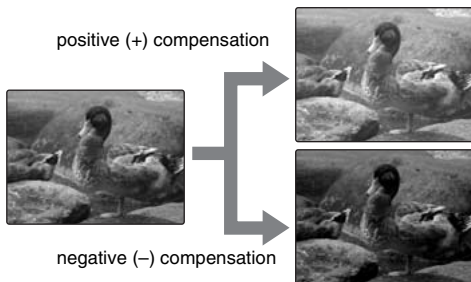 positive (+) compensation
negative (–) compensation